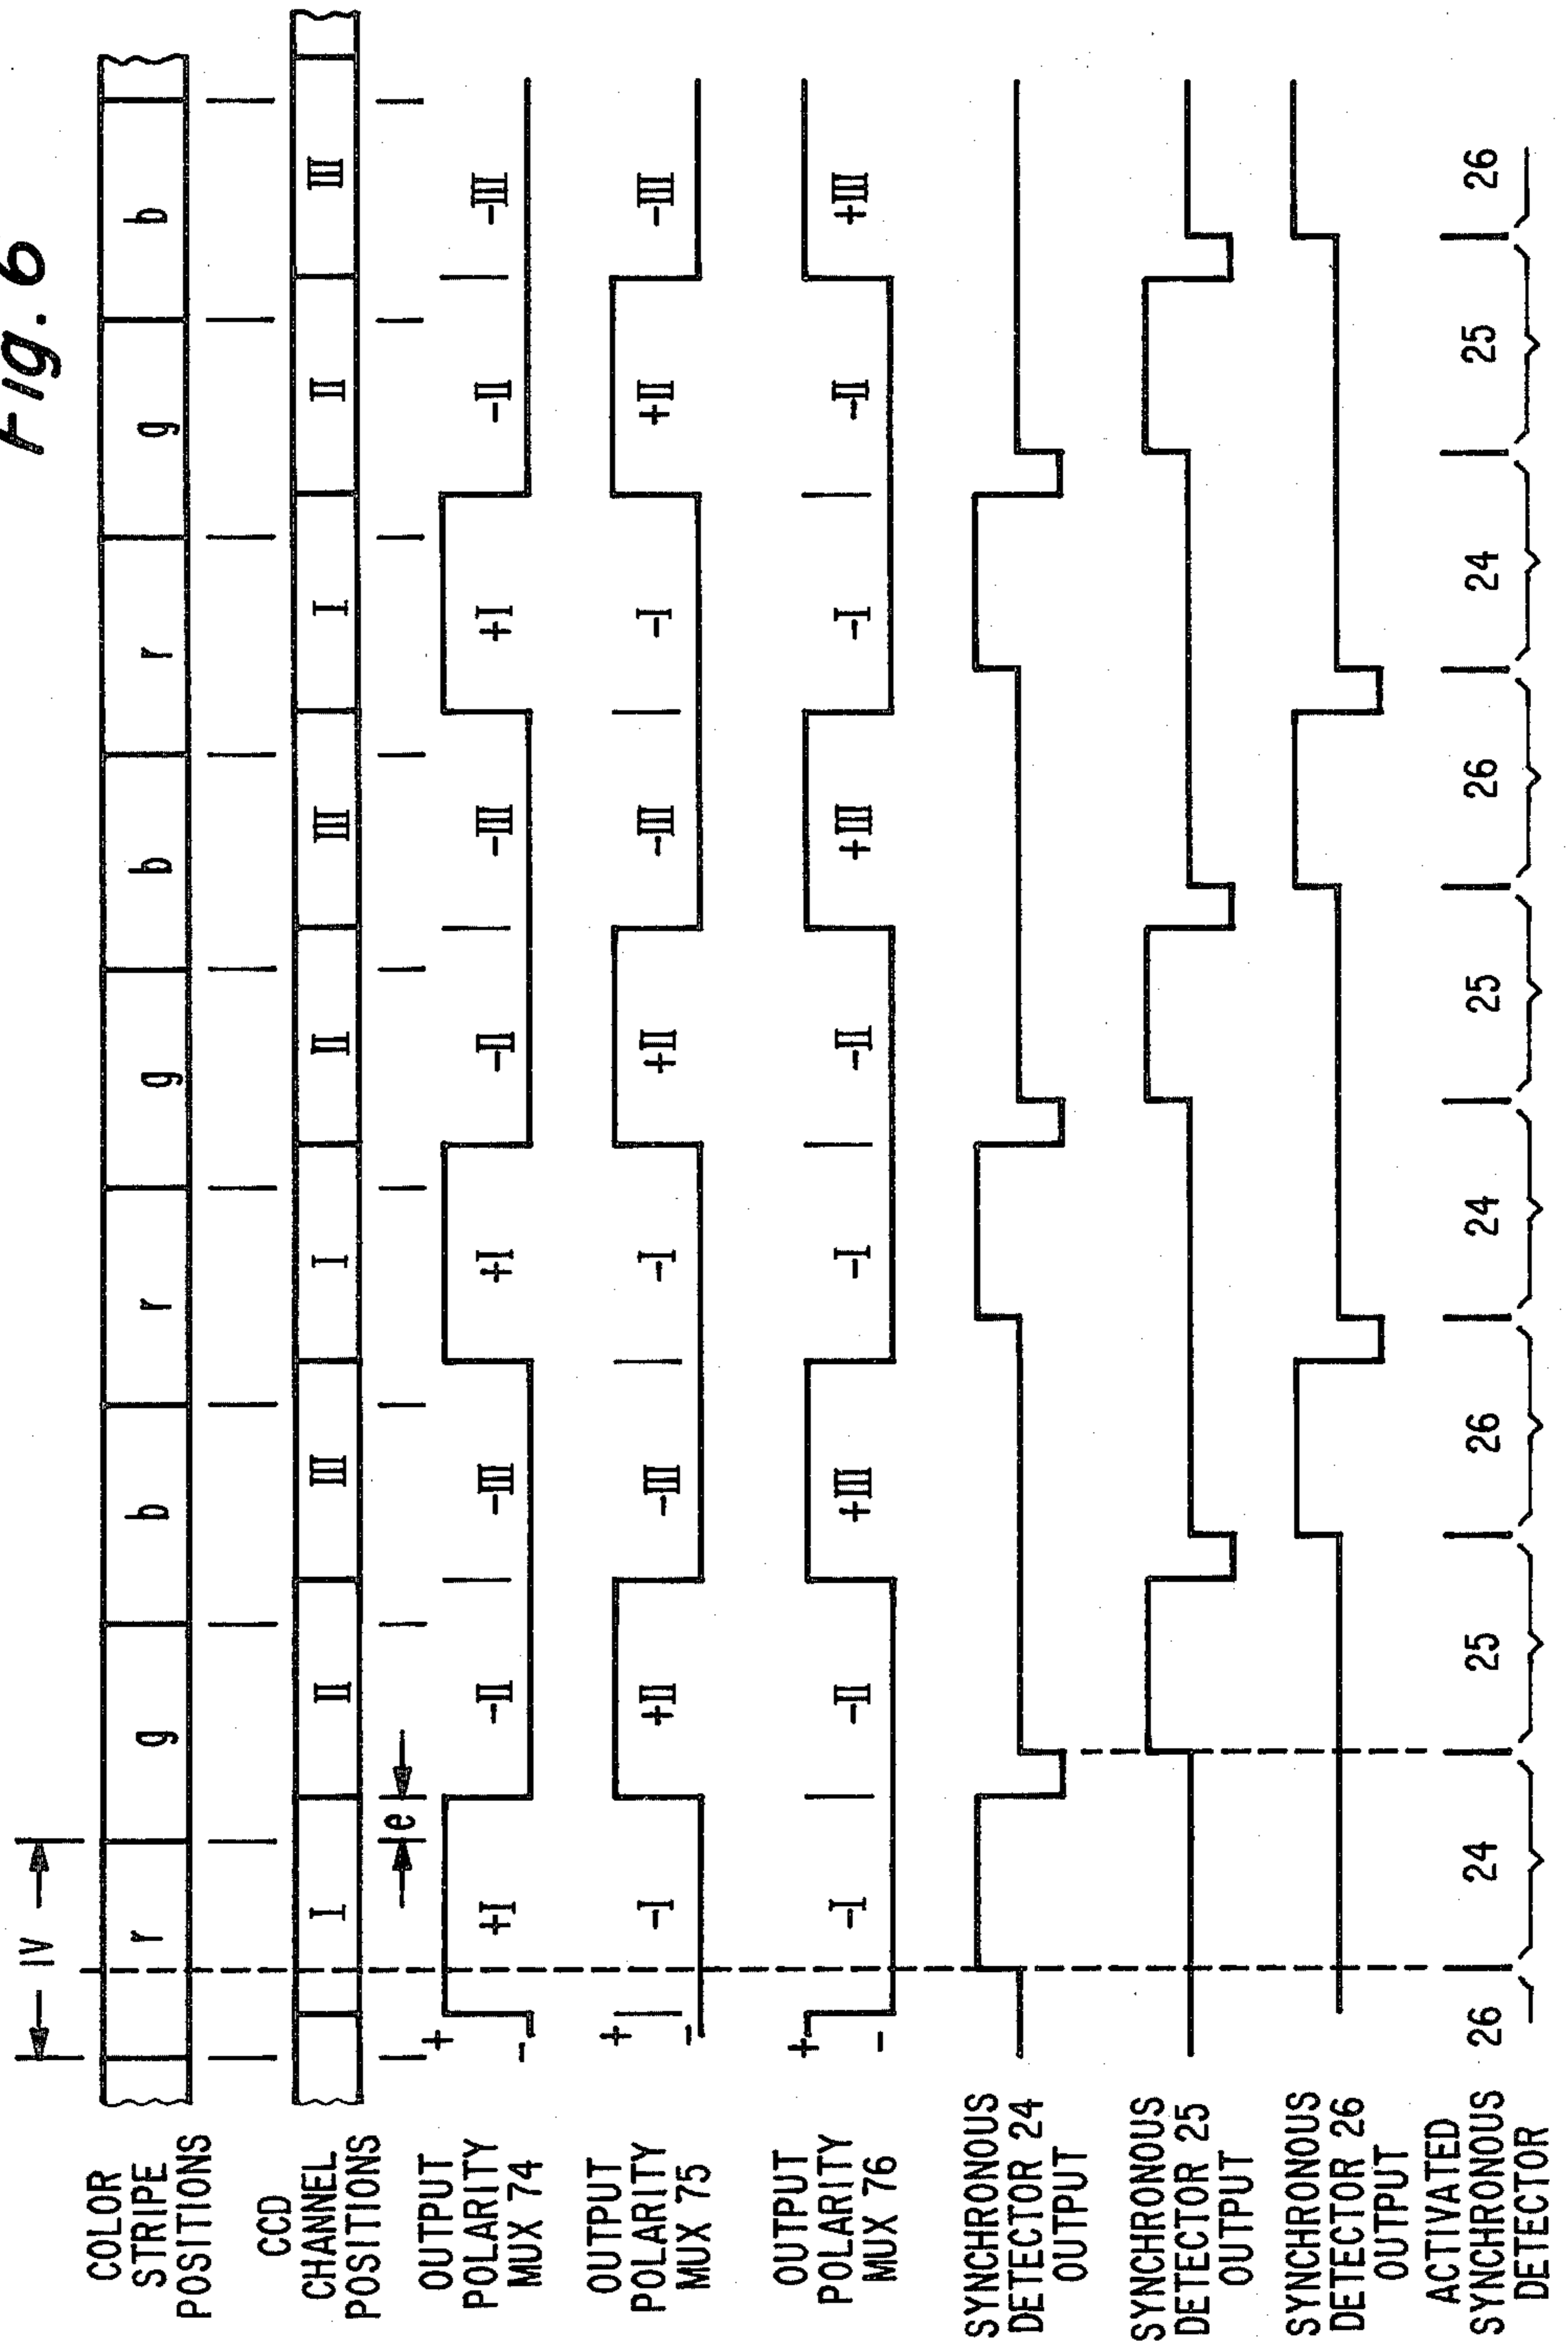 Fig. 6
IV
COLOR
STRIPE
POSITIONS
r g b r g b r g b
CCD
CHANNEL
POSITIONS
I II III I II III I II III
e
OUTPUT
POLARITY
MUX 74
+
-
+I -II -III +I -II -III +I -II -III
OUTPUT
POLARITY
MUX 75
+
-
-I +II -III -I +II -III -I +II -III
OUTPUT
POLARITY
MUX 76
+
-
-I -II +III -I -II +III -I -II +III
SYNCHRONOUS
DETECTOR 24
OUTPUT
SYNCHRONOUS
DETECTOR 25
OUTPUT
SYNCHRONOUS
DETECTOR 26
OUTPUT
ACTIVATED
SYNCHRONOUS
DETECTOR
26 24 25 26 24 25 26 24 25 26